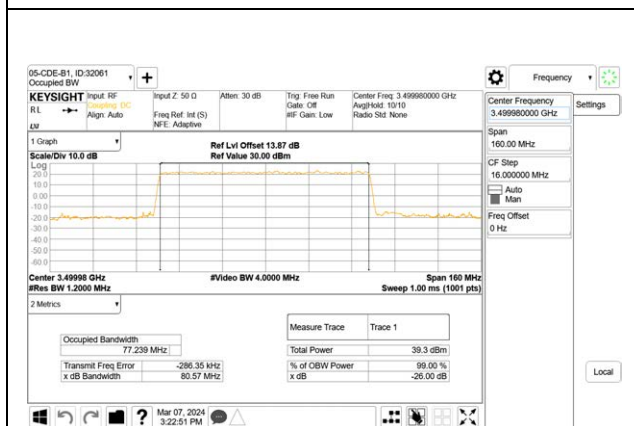 05-CDE-B1, ID:32061
Occupied BW
Frequency
KEYSIGHT Input: RF Input Z: 50 Ω Atten: 30 dB Trig: Free Run Center Freq: 3.499980000 GHz
RL Coupling: DC Gate: Off Avg|Hold: 10/10
Align: Auto Freq Ref: Int (S) #IF Gain: Low Radio Std: None
NFE: Adaptive
Center Frequency
3.499980000 GHz
Settings
Span
160.00 MHz
CF Step
16.000000 MHz
Auto
Man
Freq Offset
0 Hz
Local
1 Graph
Ref Lvl Offset 13.87 dB
Scale/Div 10.0 dB Ref Value 30.00 dBm
Log
20.0
10.0
0.00
-10.0
-20.0
-30.0
-40.0
-50.0
-60.0
Center 3.49998 GHz #Video BW 4.0000 MHz Span 160 MHz
#Res BW 1.2000 MHz Sweep 1.00 ms (1001 pts)
2 Metrics
Measure Trace Trace 1
Occupied Bandwidth
77.239 MHz Total Power 39.3 dBm
Transmit Freq Error -286.35 kHz % of OBW Power 99.00 %
x dB Bandwidth 80.57 MHz x dB -26.00 dB
Mar 07, 2024
3:22:51 PM